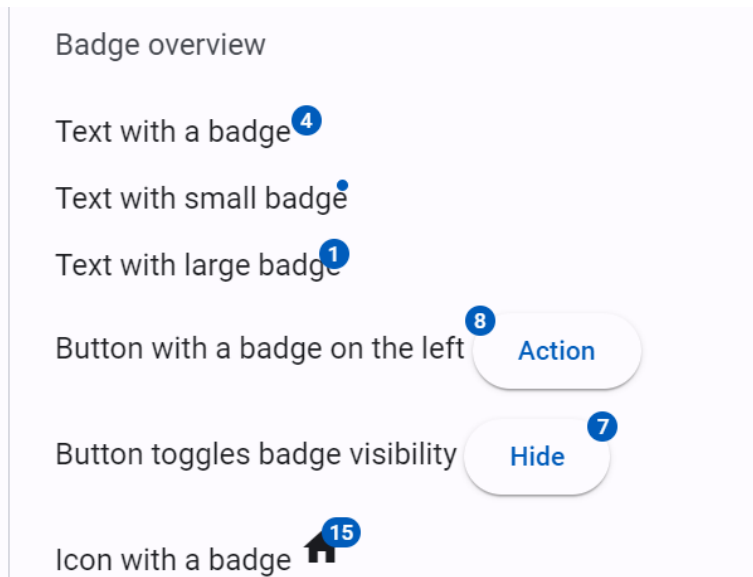 Badge overview
Text with a badge 4
Text with small badge
Text with large badge 1
Button with a badge on the left 8 Action
Button toggles badge visibility Hide 7
Icon with a badge 15